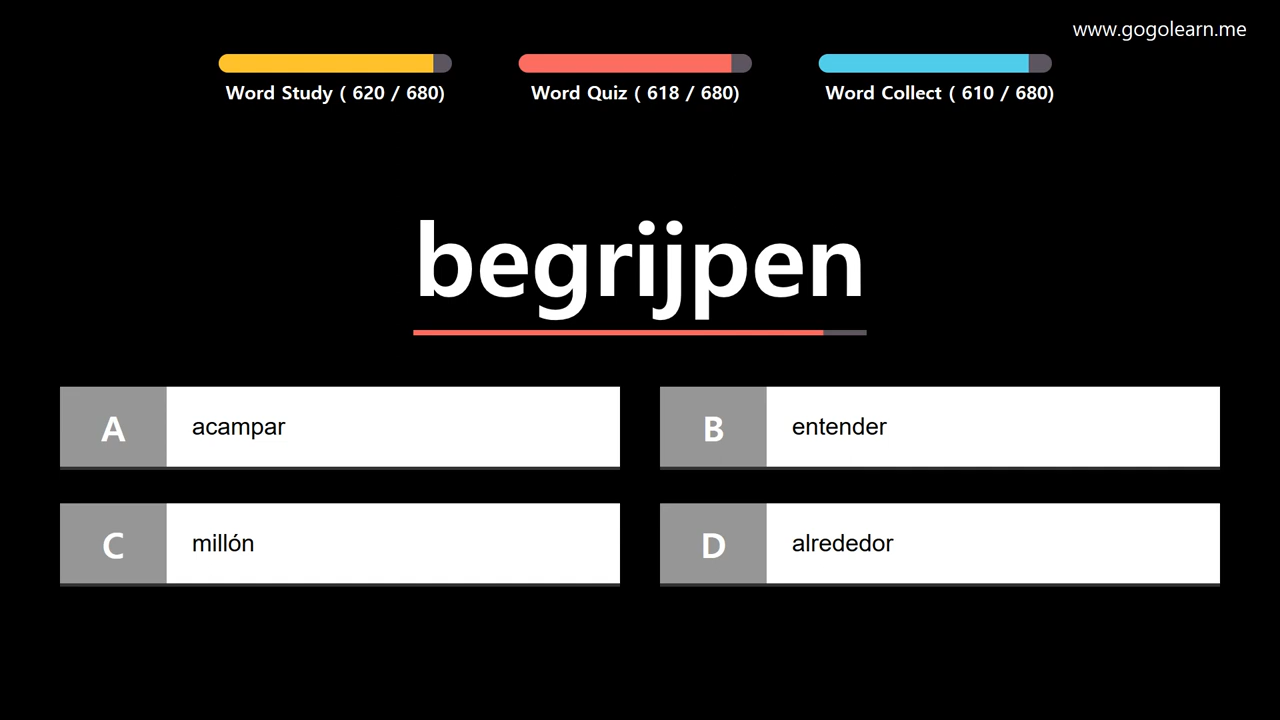 www.gogolearn.me
Word Study ( 620 / 680)
Word Quiz ( 618 / 680)
Word Collect ( 610 / 680)
begrijpen
A acampar
B entender
C millón
D alrededor